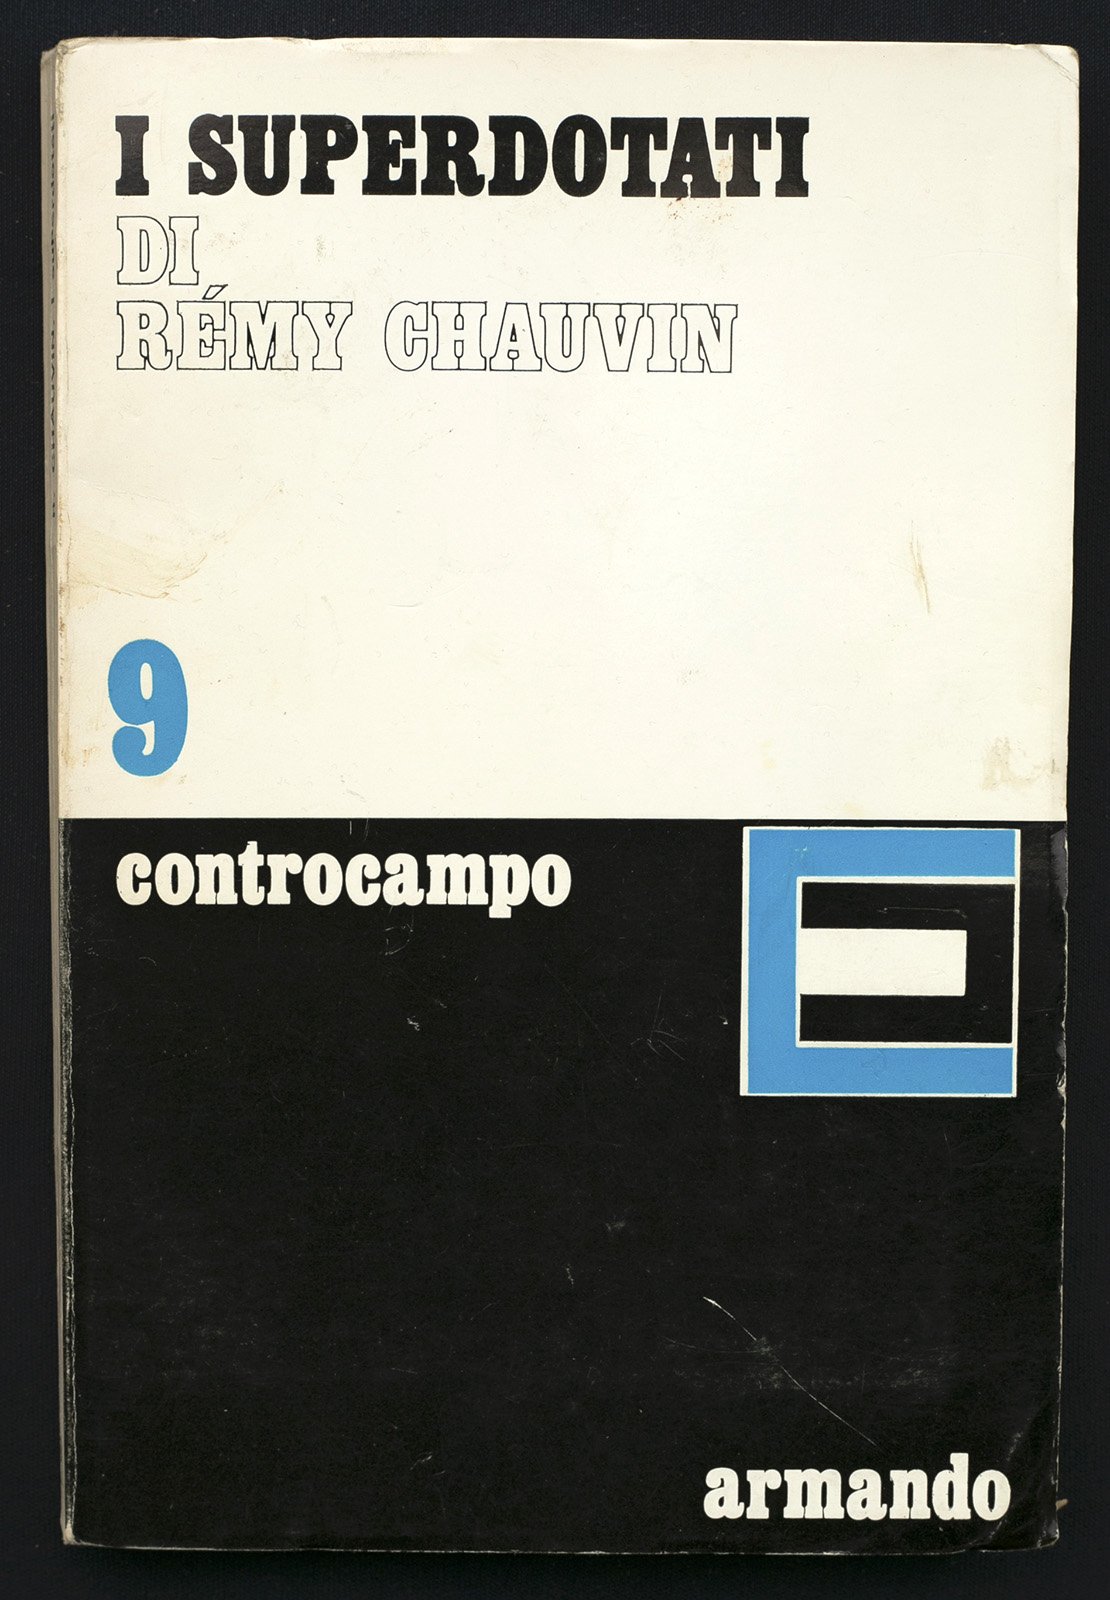 I SUPERDOTATI
DI
RÉMY CHAUVIN
9
controcampo
armando